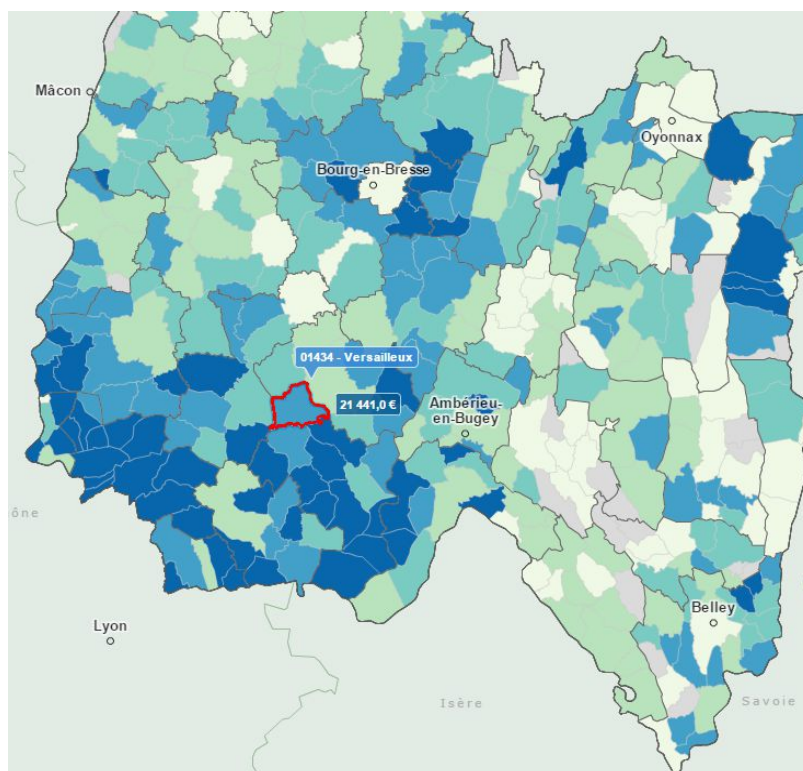 Mâcon
Oyonnax
Bourg-en-Bresse
01434 - Versailleux
21 441,0 €
Ambérieu-
en-Bugey
ône
Belley
Lyon
Isère
Savoie